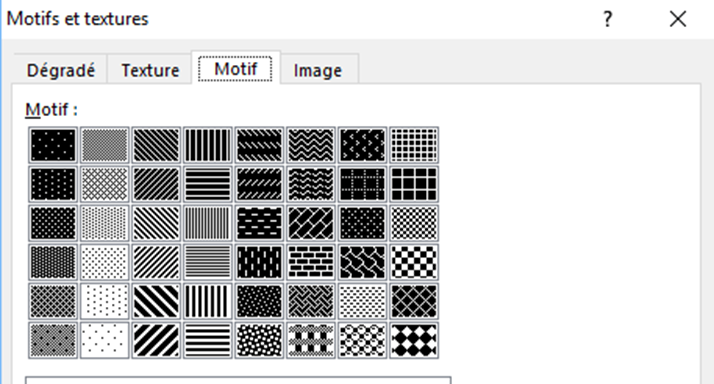 Motifs et textures ?
Dégradé Texture Motif Image
Motif :